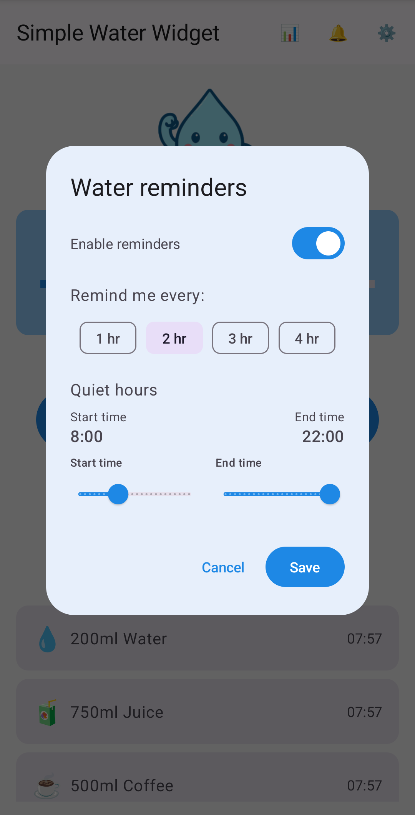 Simple Water Widget
Water reminders
Enable reminders
Remind me every:
1 hr 2 hr 3 hr 4 hr
Quiet hours
Start time End time
8:00 22:00
Start time End time
Cancel Save
200ml Water 07:57
750ml Juice 07:57
500ml Coffee 07:57